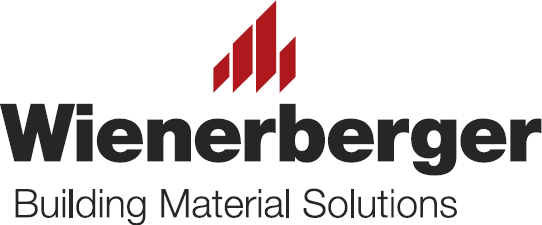 Wienerberger
Building Material Solutions